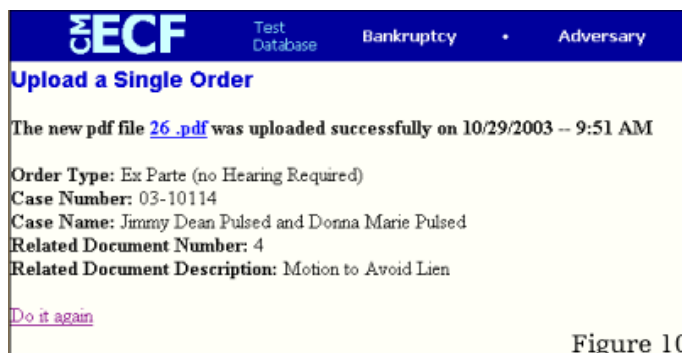 CM ECF Test Database Bankruptcy • Adversary
Upload a Single Order
The new pdf file 26 .pdf was uploaded successfully on 10/29/2003 -- 9:51 AM
Order Type: Ex Parte (no Hearing Required)
Case Number: 03-10114
Case Name: Jimmy Dean Pulsed and Donna Marie Pulsed
Related Document Number: 4
Related Document Description: Motion to Avoid Lien
Do it again
Figure 10